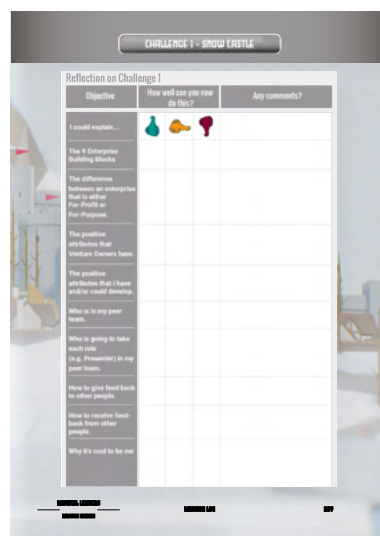 CHALLENGE 1 - SNOW CASTLE
Reflection on Challenge 1
Objective
How well can you now
do this?
Any comments?
I could explain...
The 9 Enterprise
Building Blocks
The difference
between an enterprise
that is either
For-Profit or
For-Purpose.
The positive
attributes that
Venture Owners have.
The positive
attributes that I have
and/or could develop.
Who is in my peer
team.
Who is going to take
each role
(e.g. Presenter) in my
peer team.
How to give feed back
to other people.
How to receive feed-
back from other
people.
Why it's cool to be me